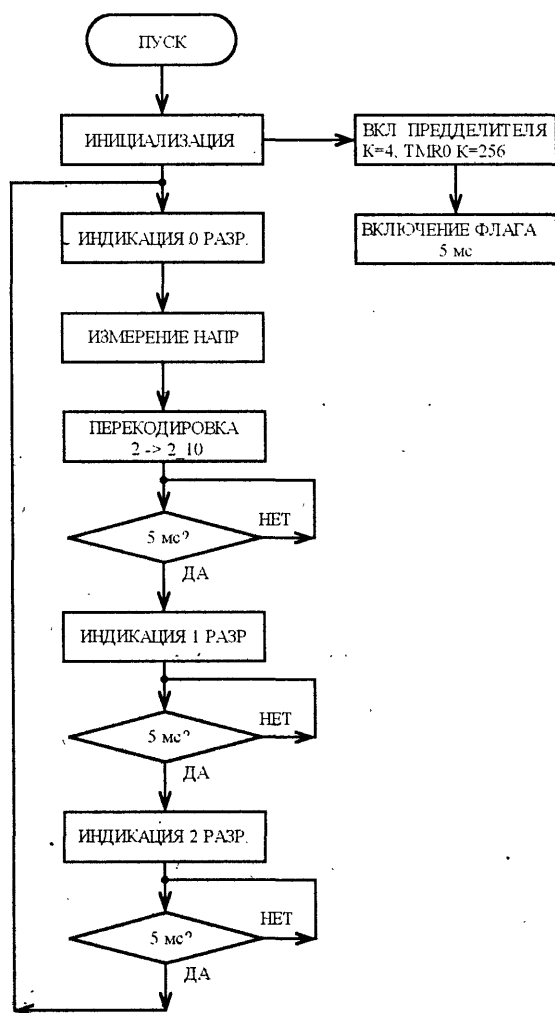 ПУСК
ИНИЦИАЛИЗАЦИЯ
ВКЛ ПРЕДДЕЛИТЕЛЯ
K=4, TMR0 K=256
ВКЛЮЧЕНИЕ ФЛАГА
5 мс
ИНДИКАЦИЯ 0 РАЗР.
ИЗМЕРЕНИЕ НАПР
ПЕРЕКОДИРОВКА
2 -> 2_10
5 мс?
НЕТ
ДА
ИНДИКАЦИЯ 1 РАЗР
5 мс?
НЕТ
ДА
ИНДИКАЦИЯ 2 РАЗР.
5 мс?
НЕТ
ДА